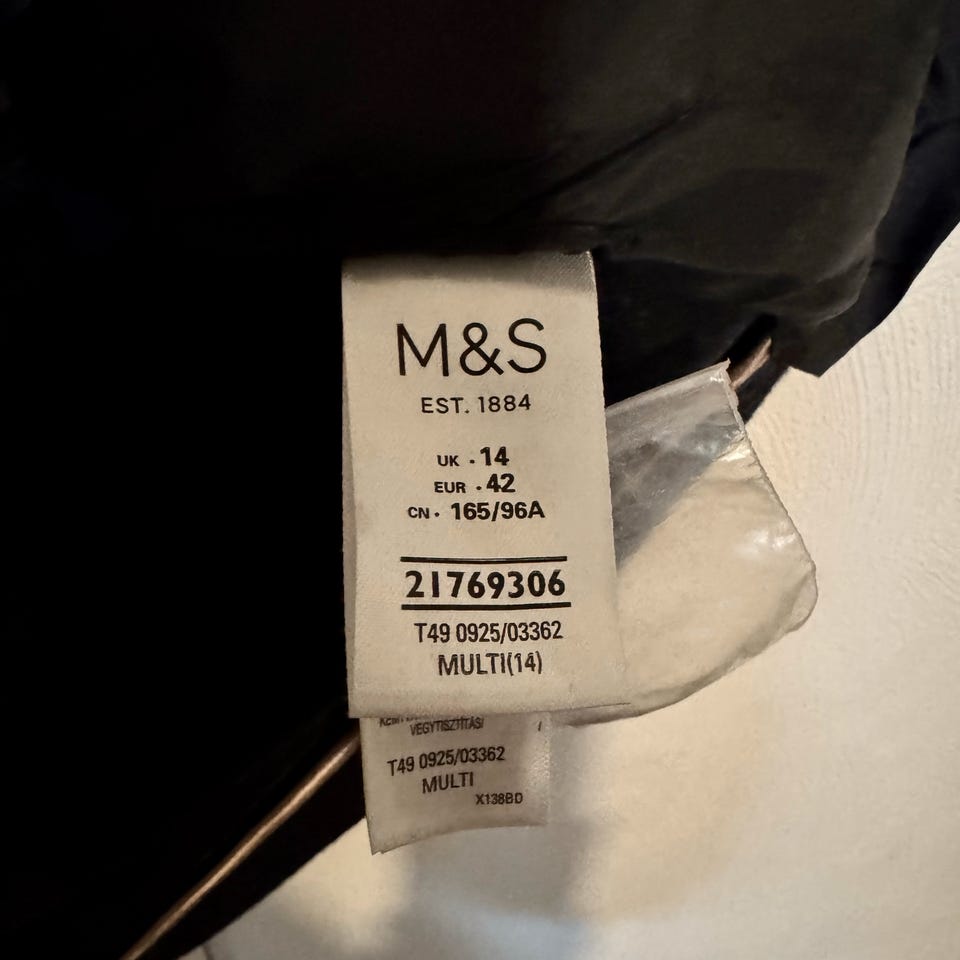 M&S
EST. 1884
UK • 14
EUR • 42
CN • 165/96A
21769306
T49 0925/03362
MULTI(14)
VEGYTISZTÍTÁS/
T49 0925/03362
MULTI
X138BD